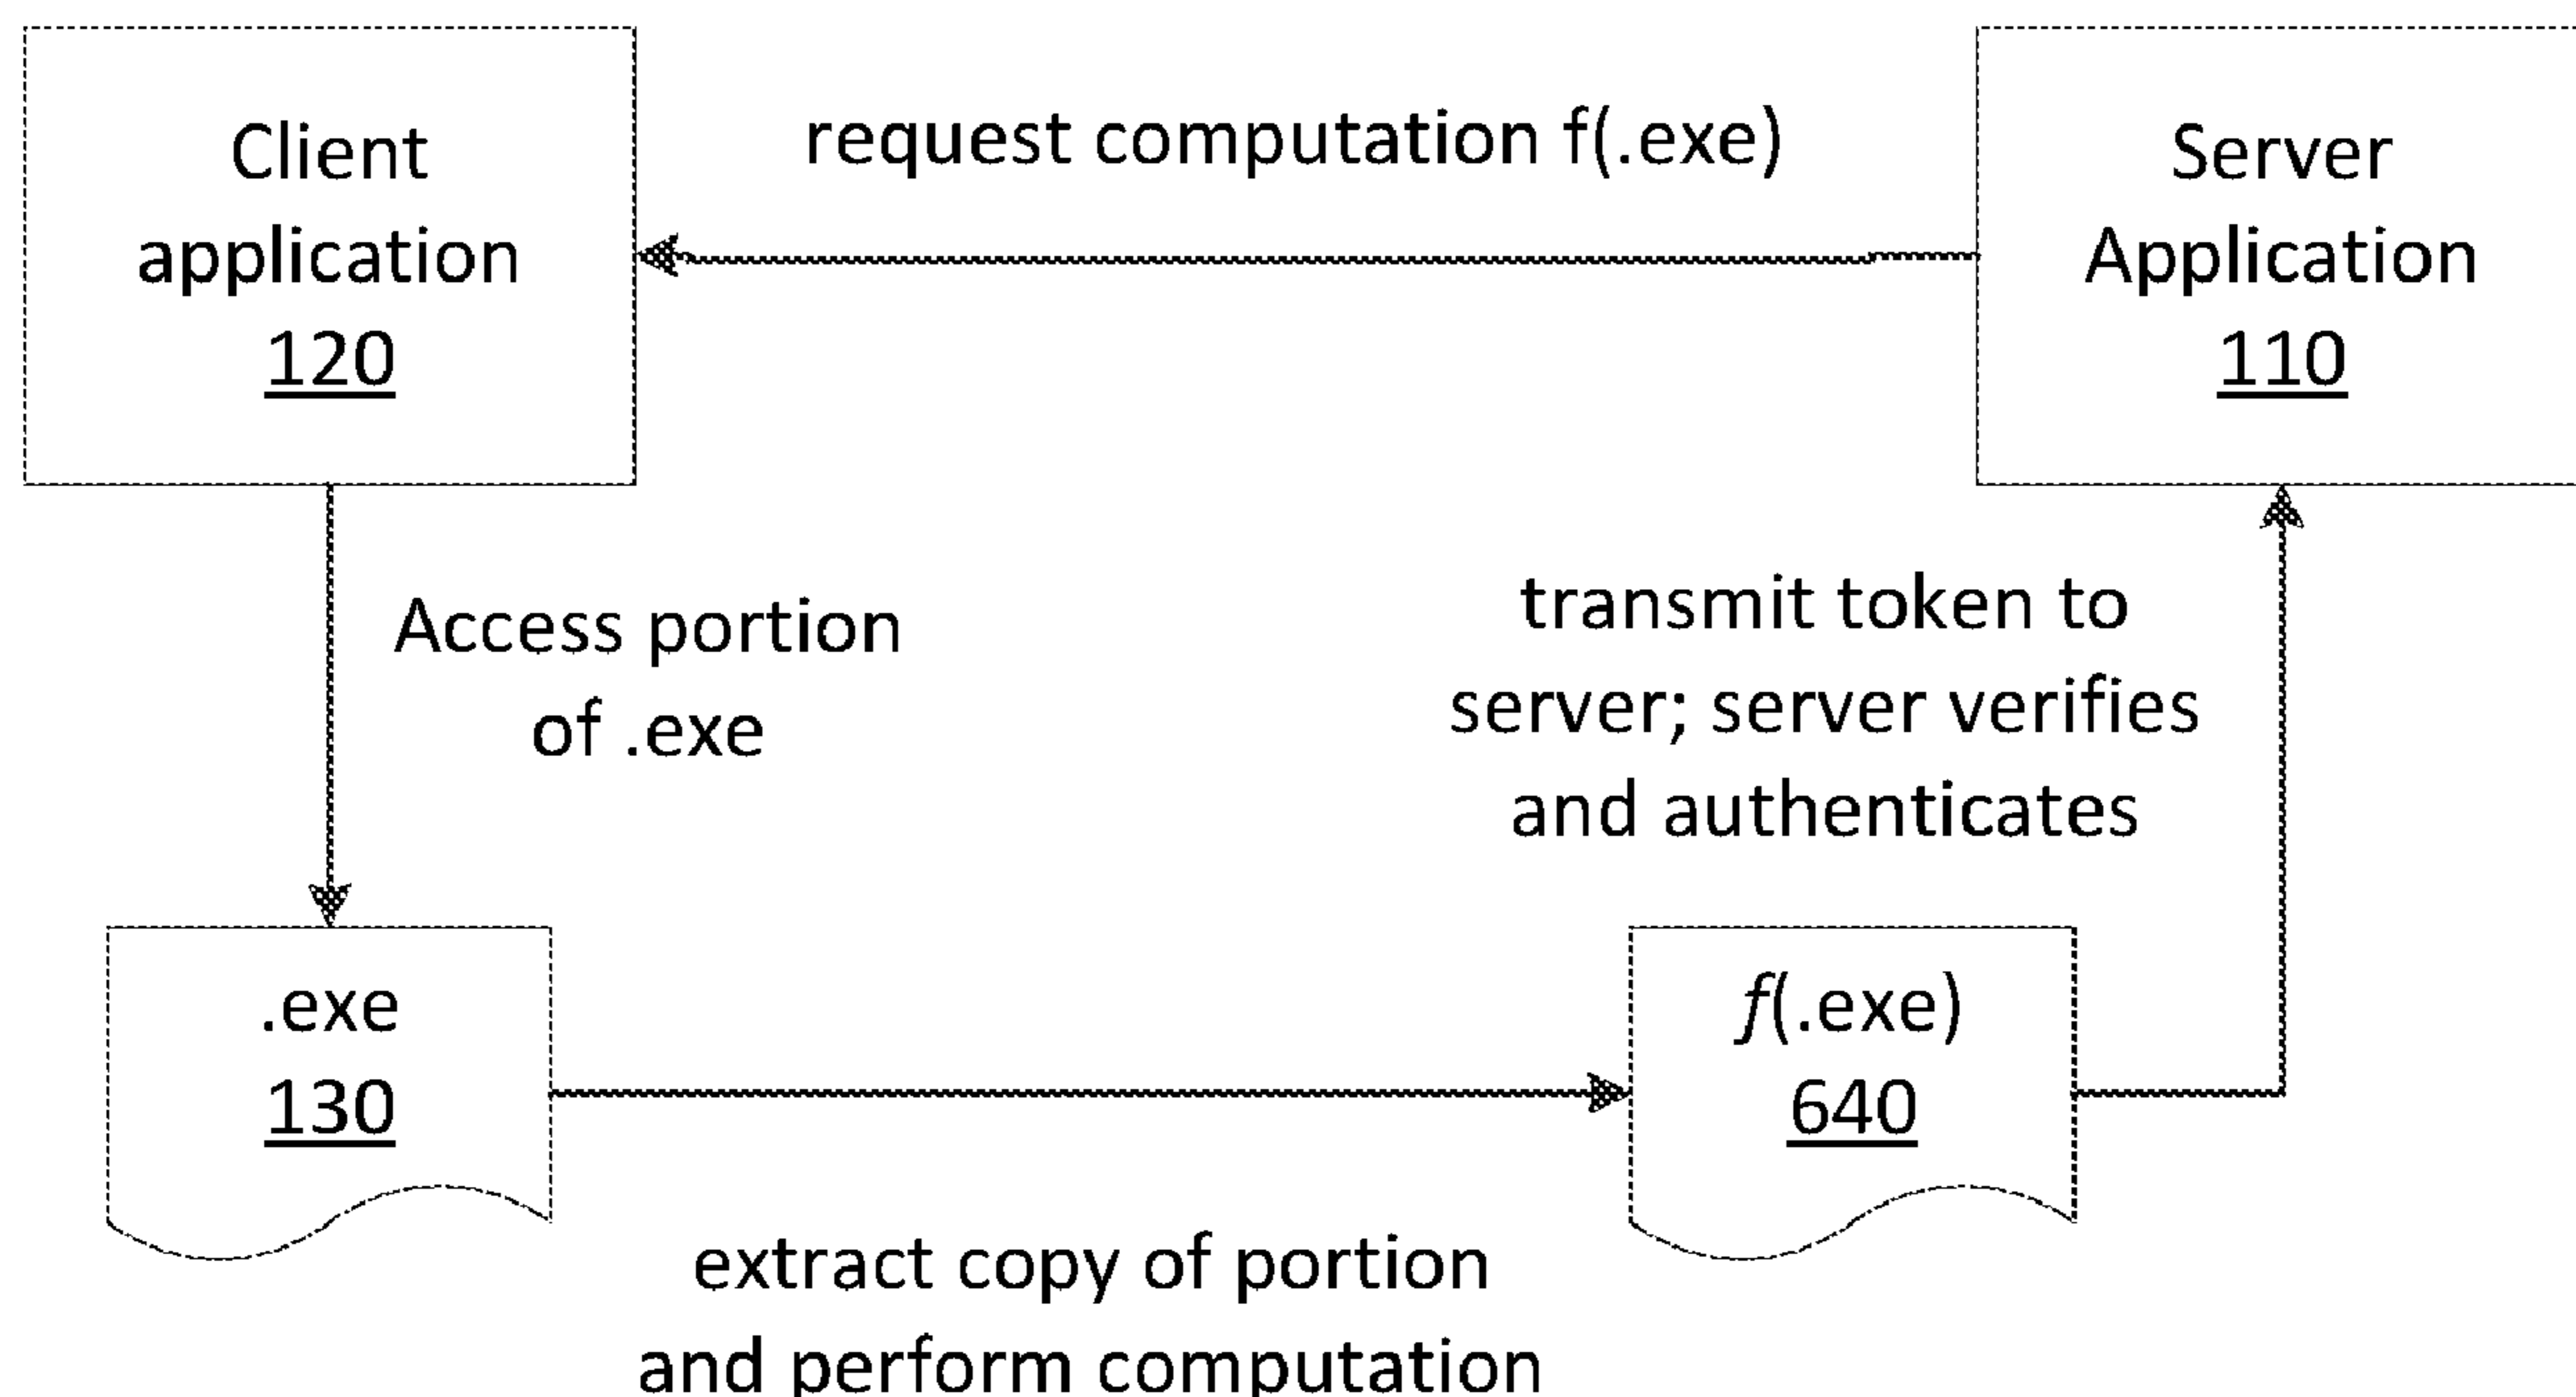 Client
application
120
request computation f(.exe)
Server
Application
110
Access portion
of .exe
transmit token to
server; server verifies
and authenticates
.exe
130
f(.exe)
640
extract copy of portion
and perform computation